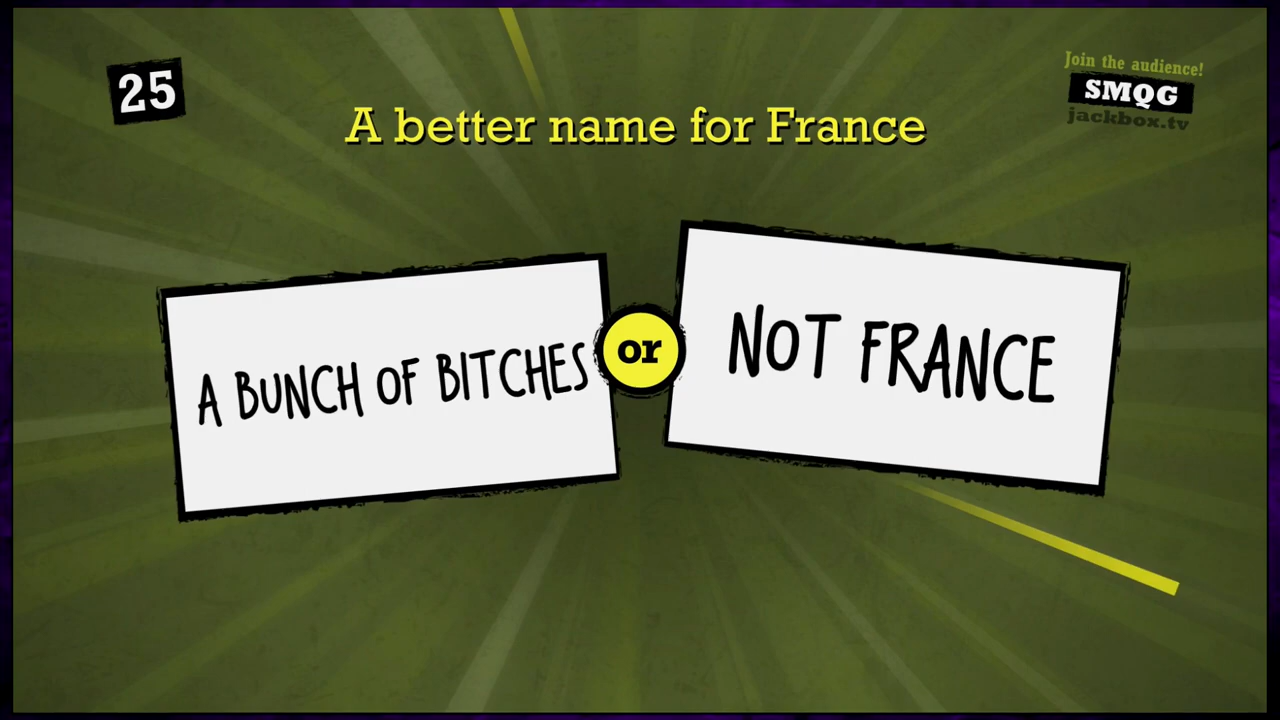 25
Join the audience!
SMQG
jackbox.tv
A better name for France
A BUNCH OF BITCHES
or
NOT FRANCE